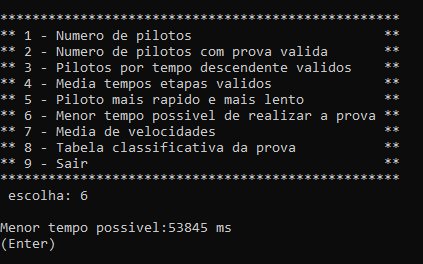 **************************************************
** 1 - Numero de pilotos **
** 2 - Numero de pilotos com prova valida **
** 3 - Pilotos por tempo descendente validos **
** 4 - Media tempos etapas validos **
** 5 - Piloto mais rapido e mais lento **
** 6 - Menor tempo possivel de realizar a prova **
** 7 - Media de velocidades **
** 8 - Tabela classificativa da prova **
** 9 - Sair **
**************************************************
escolha: 6
Menor tempo possivel:53845 ms
(Enter)